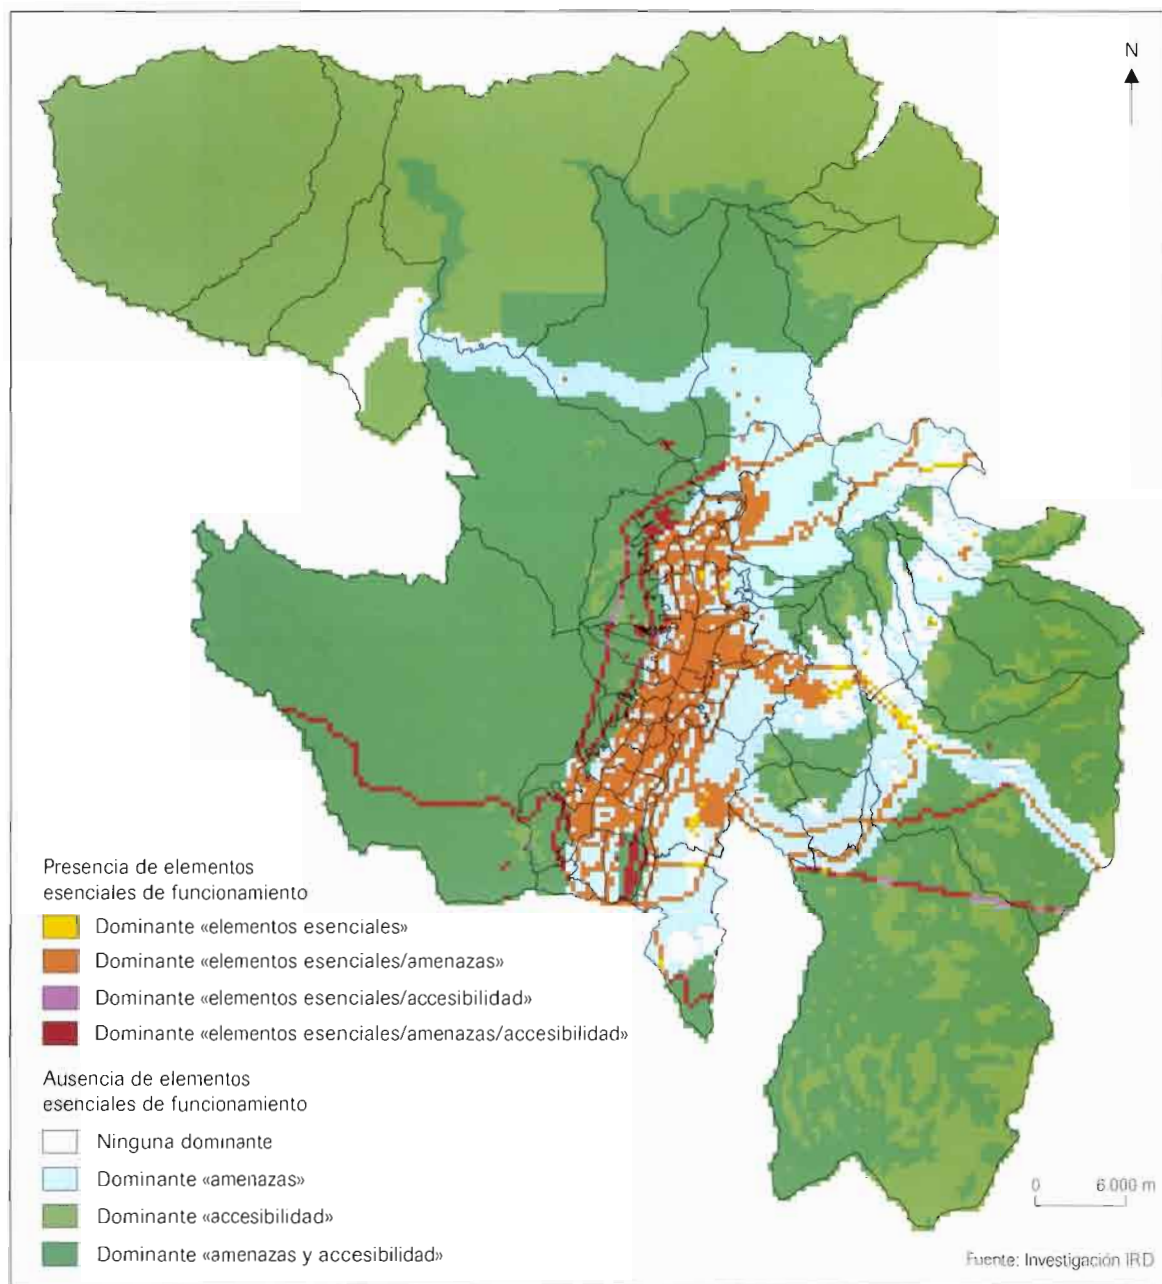 N
P
Presencia de elementos
esenciales de funcionamiento
Dominante «elementos esenciales»
Dominante «elementos esenciales/amenazas»
Dominante «elementos esenciales/accesibilidad»
Dominante «elementos esenciales/amenazas/accesibilidad»
Ausencia de elementos
esenciales de funcionamiento
Ninguna dominante
Dominante «amenazas»
Dominante «accesibilidad»
Dominante «amenazas y accesibilidad»
0 6 000 m
Fuente: Investigación IRD